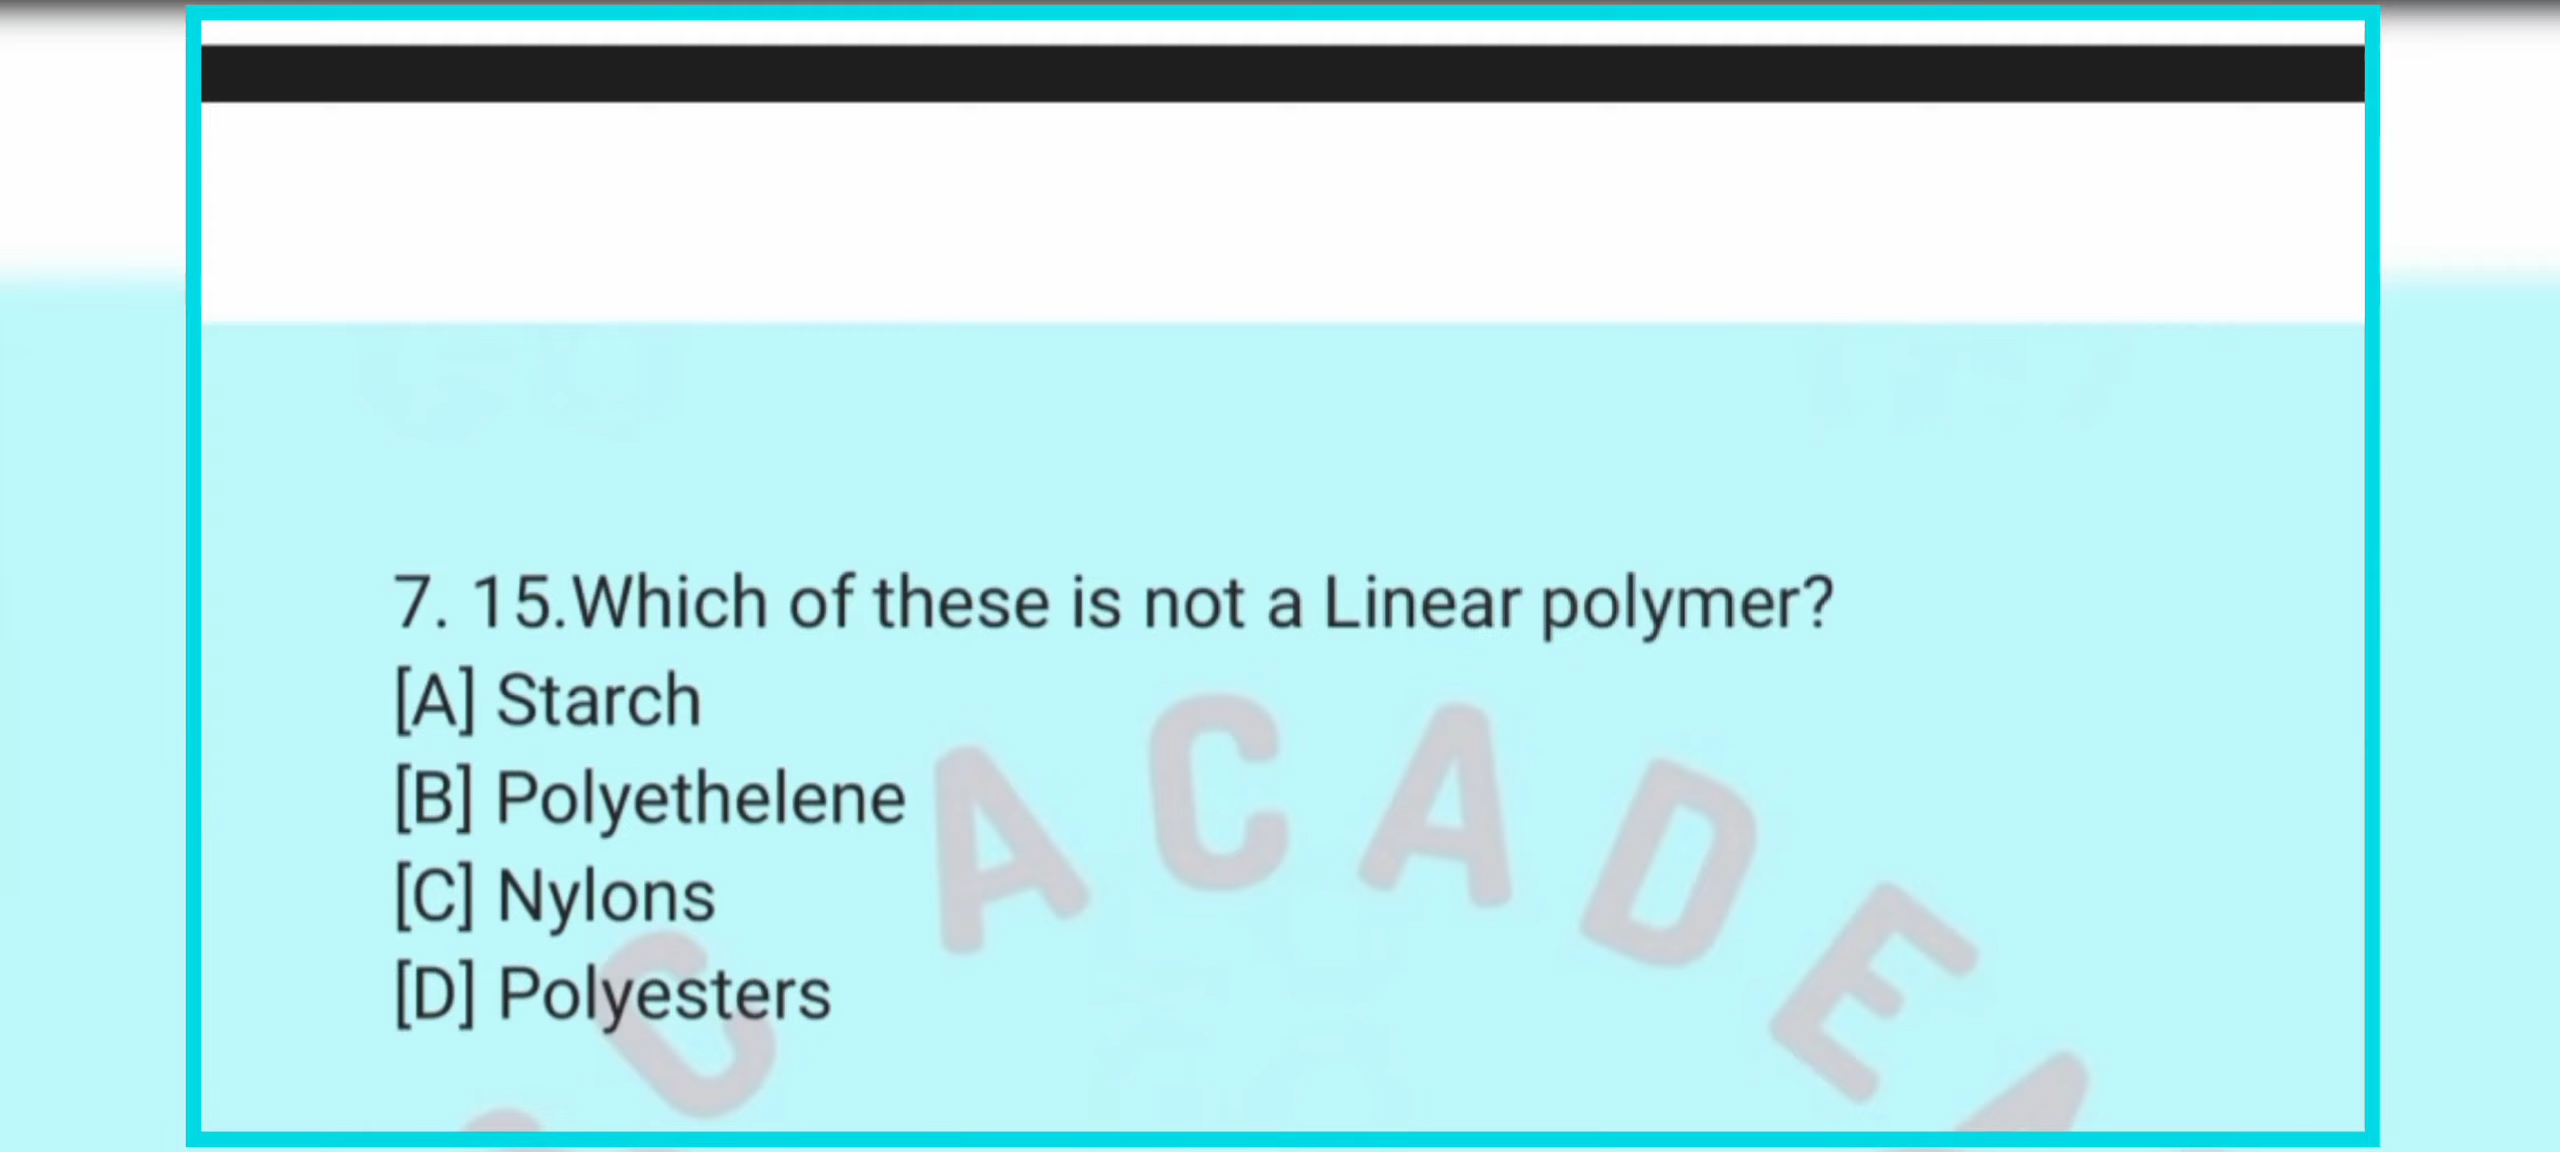 7. 15.Which of these is not a Linear polymer?
[A] Starch
[B] Polyethelene
[C] Nylons
[D] Polyesters
C ACADE